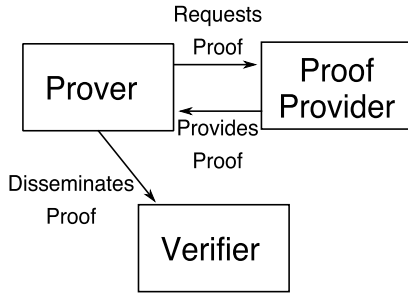 Requests
Proof
Prover
Proof
Provider
Provides
Proof
Disseminates
Proof
Verifier